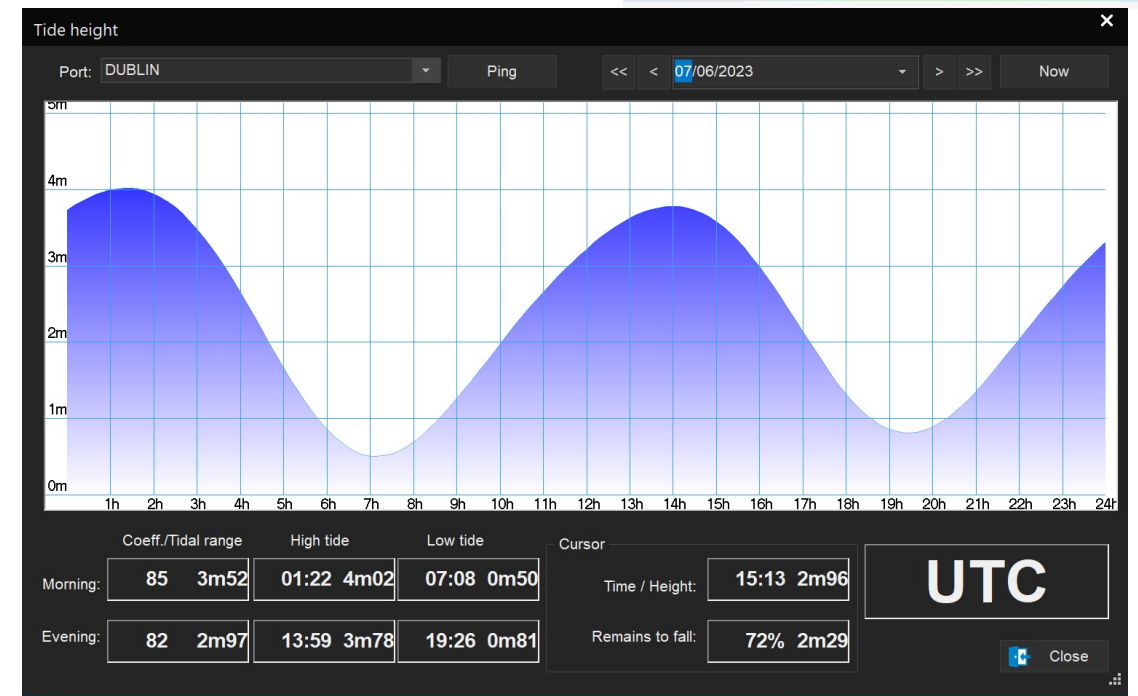 Tide height
Port: DUBLIN Ping << < 07/06/2023 > >> Now
5m
4m
3m
2m
1m
0m
1h 2h 3h 4h 5h 6h 7h 8h 9h 10h 11h 12h 13h 14h 15h 16h 17h 18h 19h 20h 21h 22h 23h 24h
Coeff./Tidal range High tide Low tide
Morning: 85 3m52 01:22 4m02 07:08 0m50
Evening: 82 2m97 13:59 3m78 19:26 0m81
Cursor
Time / Height: 15:13 2m96
Remains to fall: 72% 2m29
UTC
Close